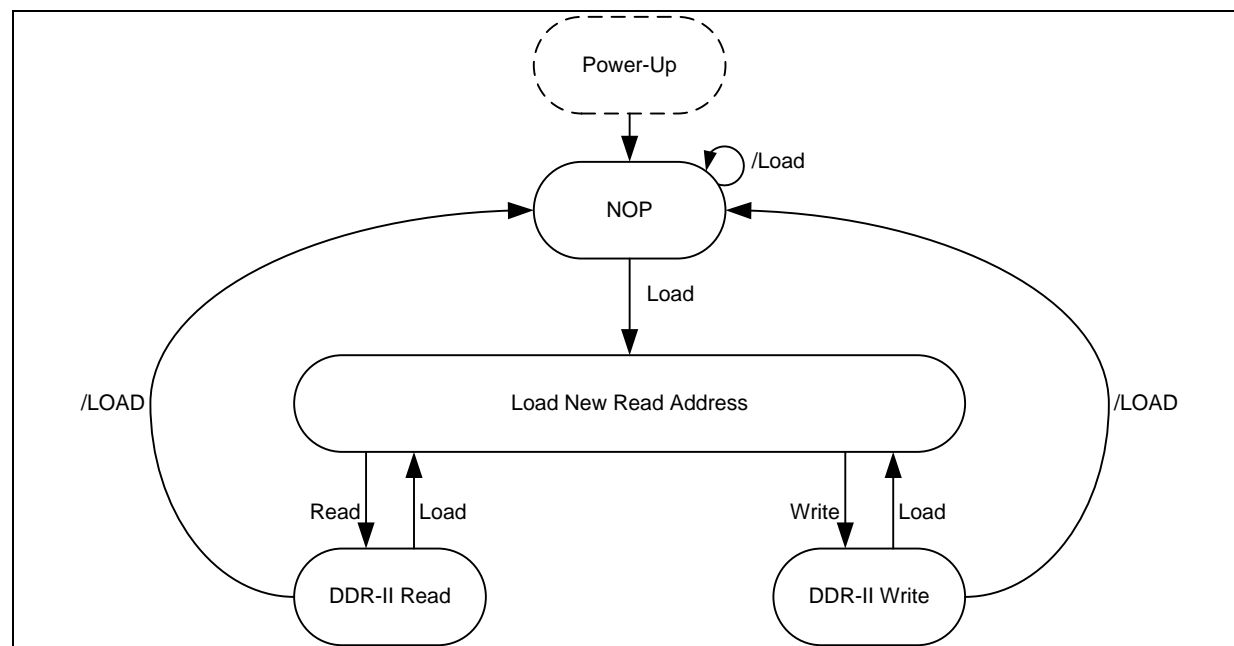 Power-Up
/Load
NOP
Load
Load New Read Address
/LOAD
/LOAD
Read
Load
Write
Load
DDR-II Read
DDR-II Write